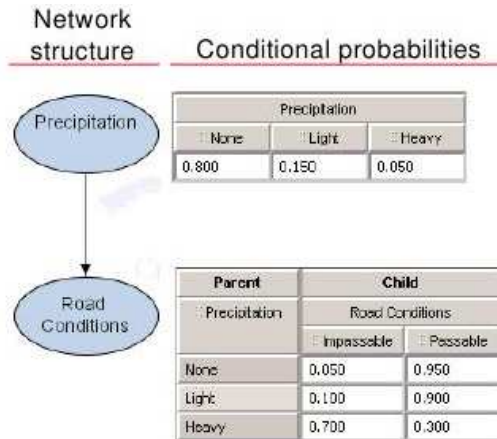 Network
structure
Conditional probabilities
Precipitation
Precipitation
None Light Heavy
0.800 0.150 0.050
Road
Conditions
Parent Child
Precipitation Road Conditions
Impassable Passable
None 0.050 0.950
Light 0.100 0.900
Heavy 0.700 0.300